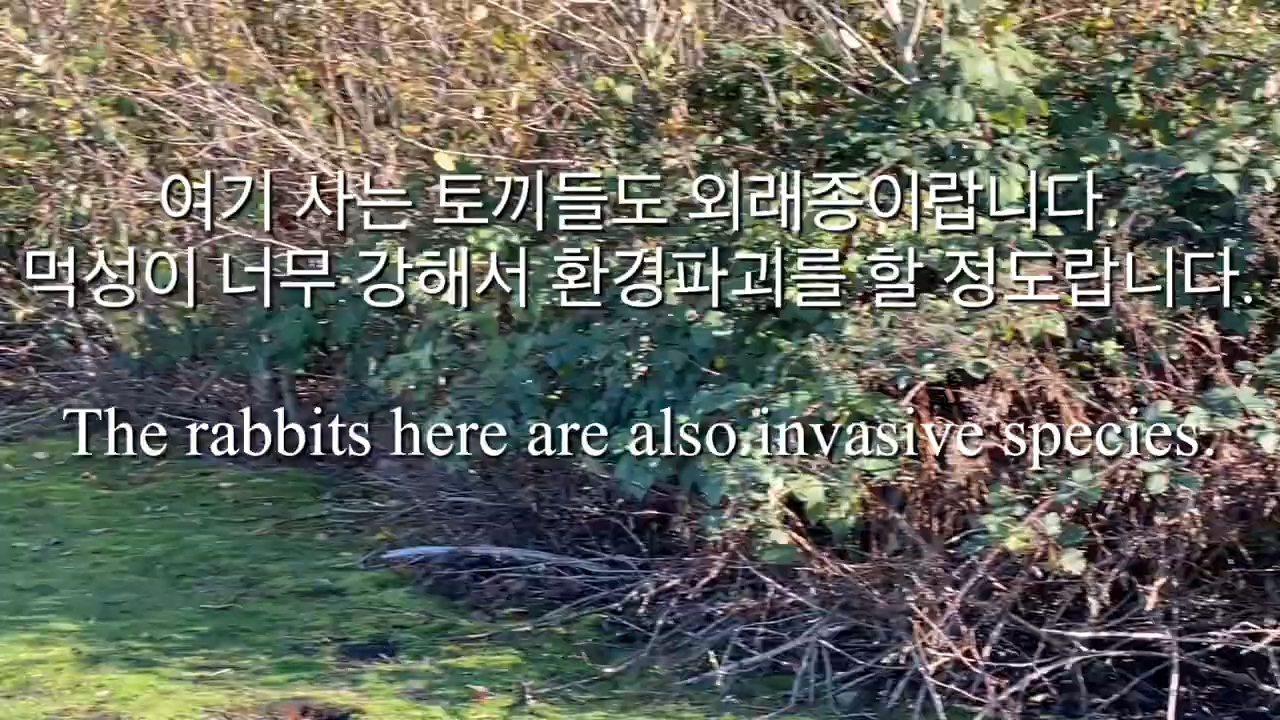 여기 사는 토끼들도 외래종이랍니다
먹성이 너무 강해서 환경파괴를 할 정도랍니다.
The rabbits here are also invasive species.